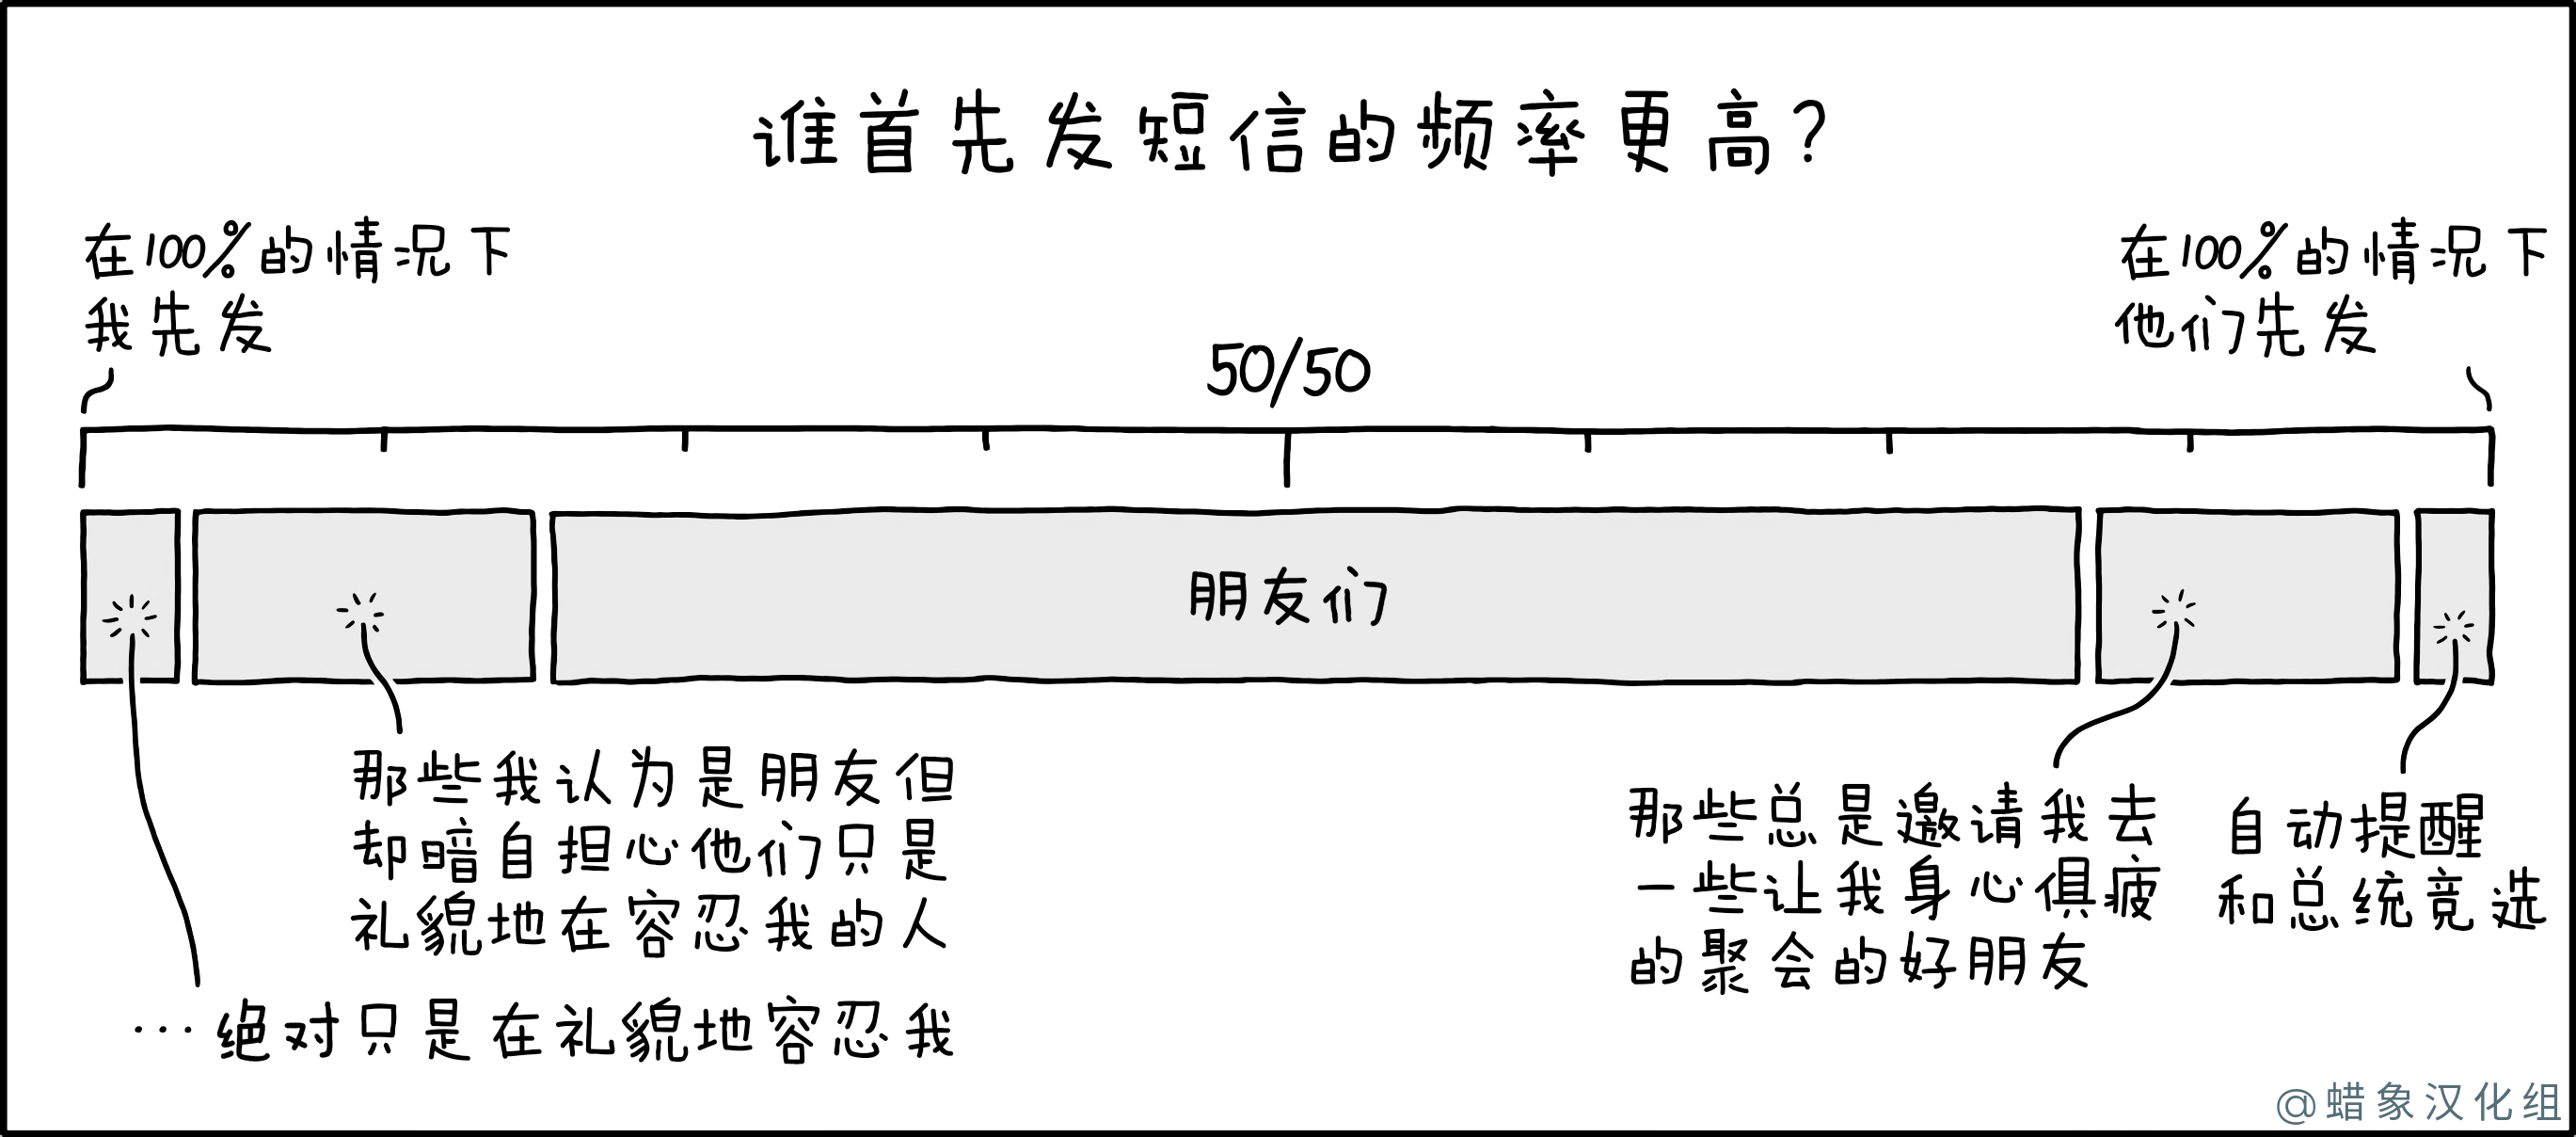 谁首先发短信的频率更高?
在100%的情况下
我先发
在100%的情况下
他们先发
50/50
朋友们
那些我认为是朋友但
却暗自担心他们只是
礼貌地在容忍我的人
…绝对只是在礼貌地容忍我
那些总是邀请我去
一些让我身心俱疲
的聚会的好朋友
自动提醒
和总统竞选
@蜡象汉化组